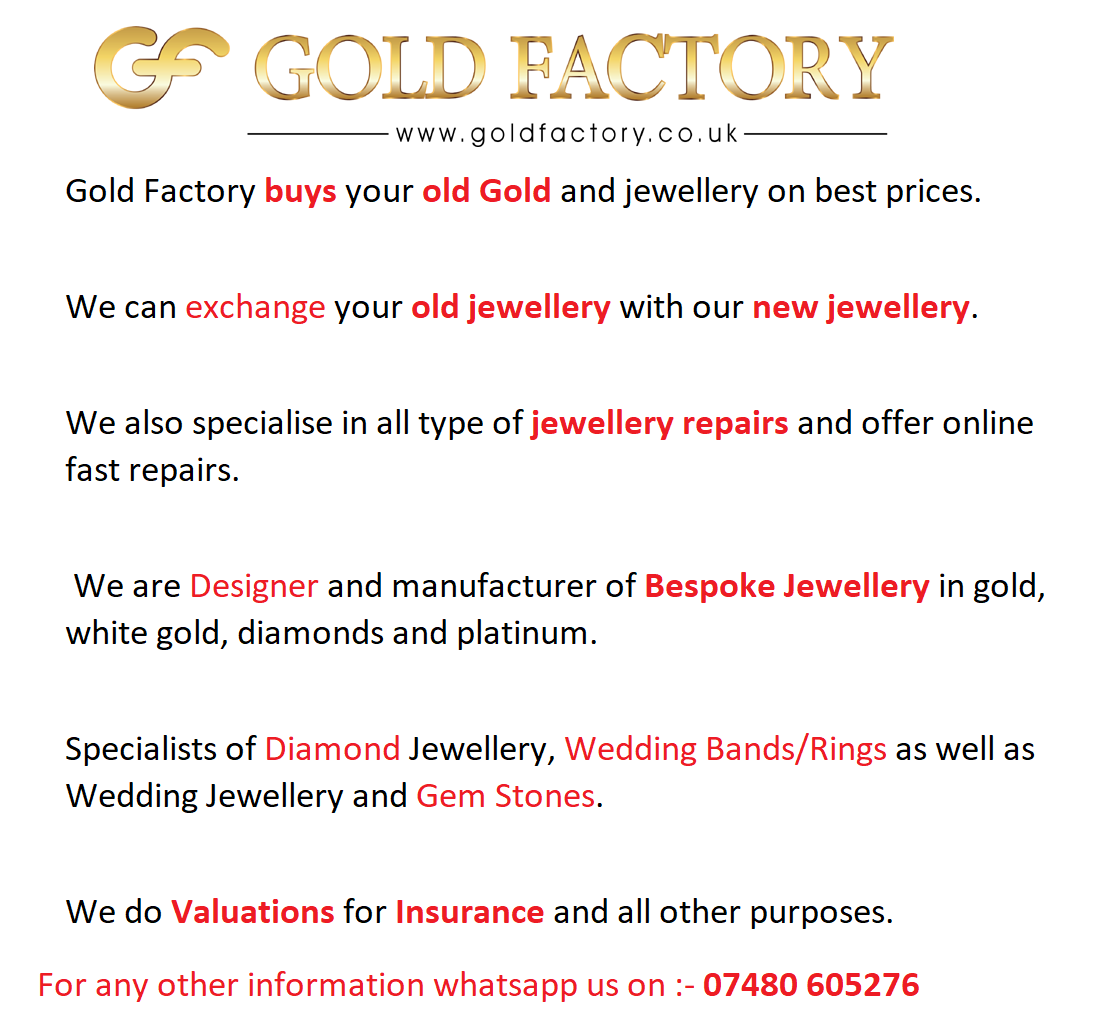 GF GOLD FACTORY
www.goldfactory.co.uk
Gold Factory buys your old Gold and jewellery on best prices.
We can exchange your old jewellery with our new jewellery.
We also specialise in all type of jewellery repairs and offer online
fast repairs.
We are Designer and manufacturer of Bespoke Jewellery in gold,
white gold, diamonds and platinum.
Specialists of Diamond Jewellery, Wedding Bands/Rings as well as
Wedding Jewellery and Gem Stones.
We do Valuations for Insurance and all other purposes.
For any other information whatsapp us on :- 07480 605276